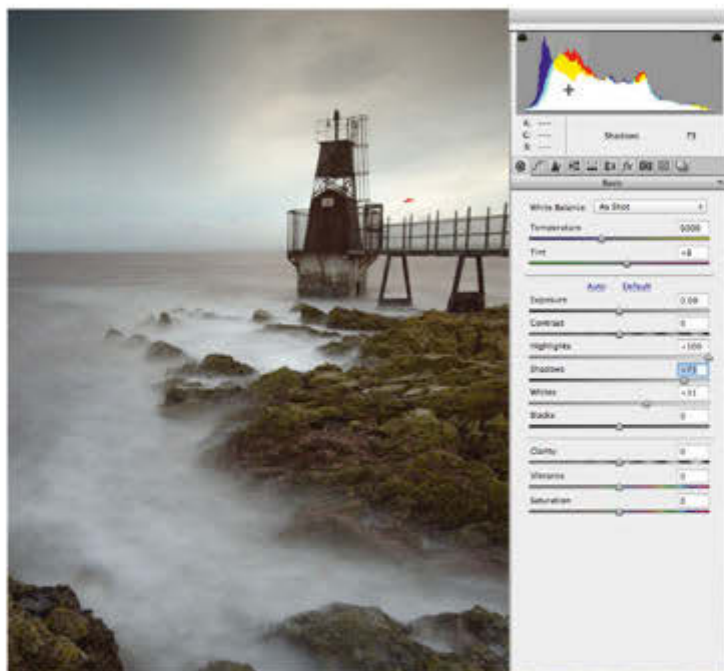 R: ---
G: ---
B: ---
Shadows 73
fx
Basic
White Balance: As Shot
Temperature 5000
Tint +8
Auto Default
Exposure 0.00
Contrast 0
Highlights +100
Shadows +73
Whites +31
Blacks 0
Clarity 0
Vibrance 0
Saturation 0